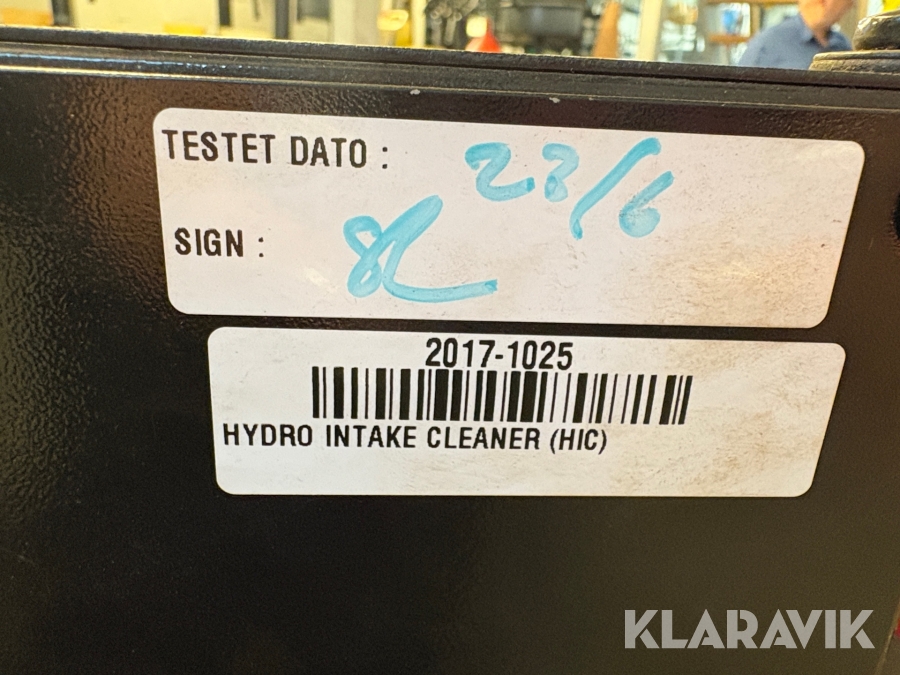 TESTET DATO : 23/6
SIGN :
2017-1025
HYDRO INTAKE CLEANER (HIC)
KLARAVIK